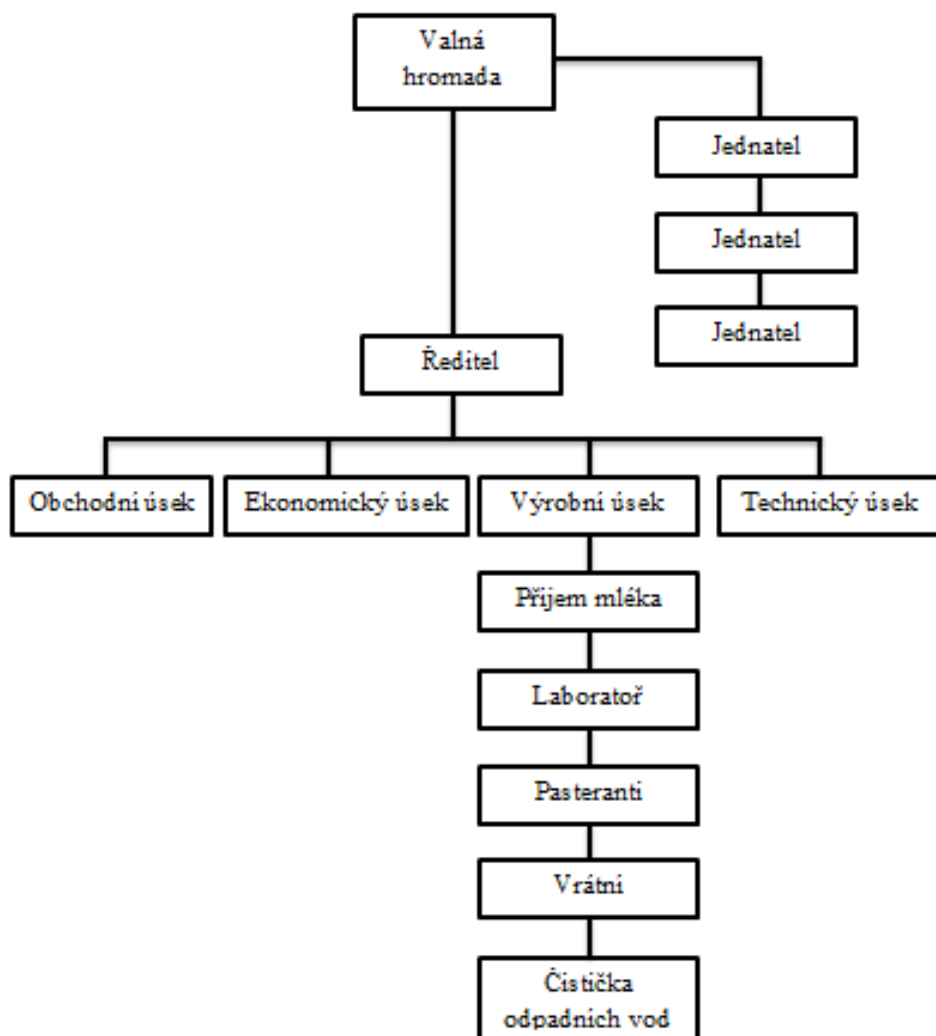 Valná
hromada
Jednatel
Jednatel
Jednatel
Ředitel
Obchodní úsek
Ekonomický úsek
Výrobní úsek
Technický úsek
Příjem mléka
Laboratoř
Pasteranti
Vrátní
Čistička
odpadních vod